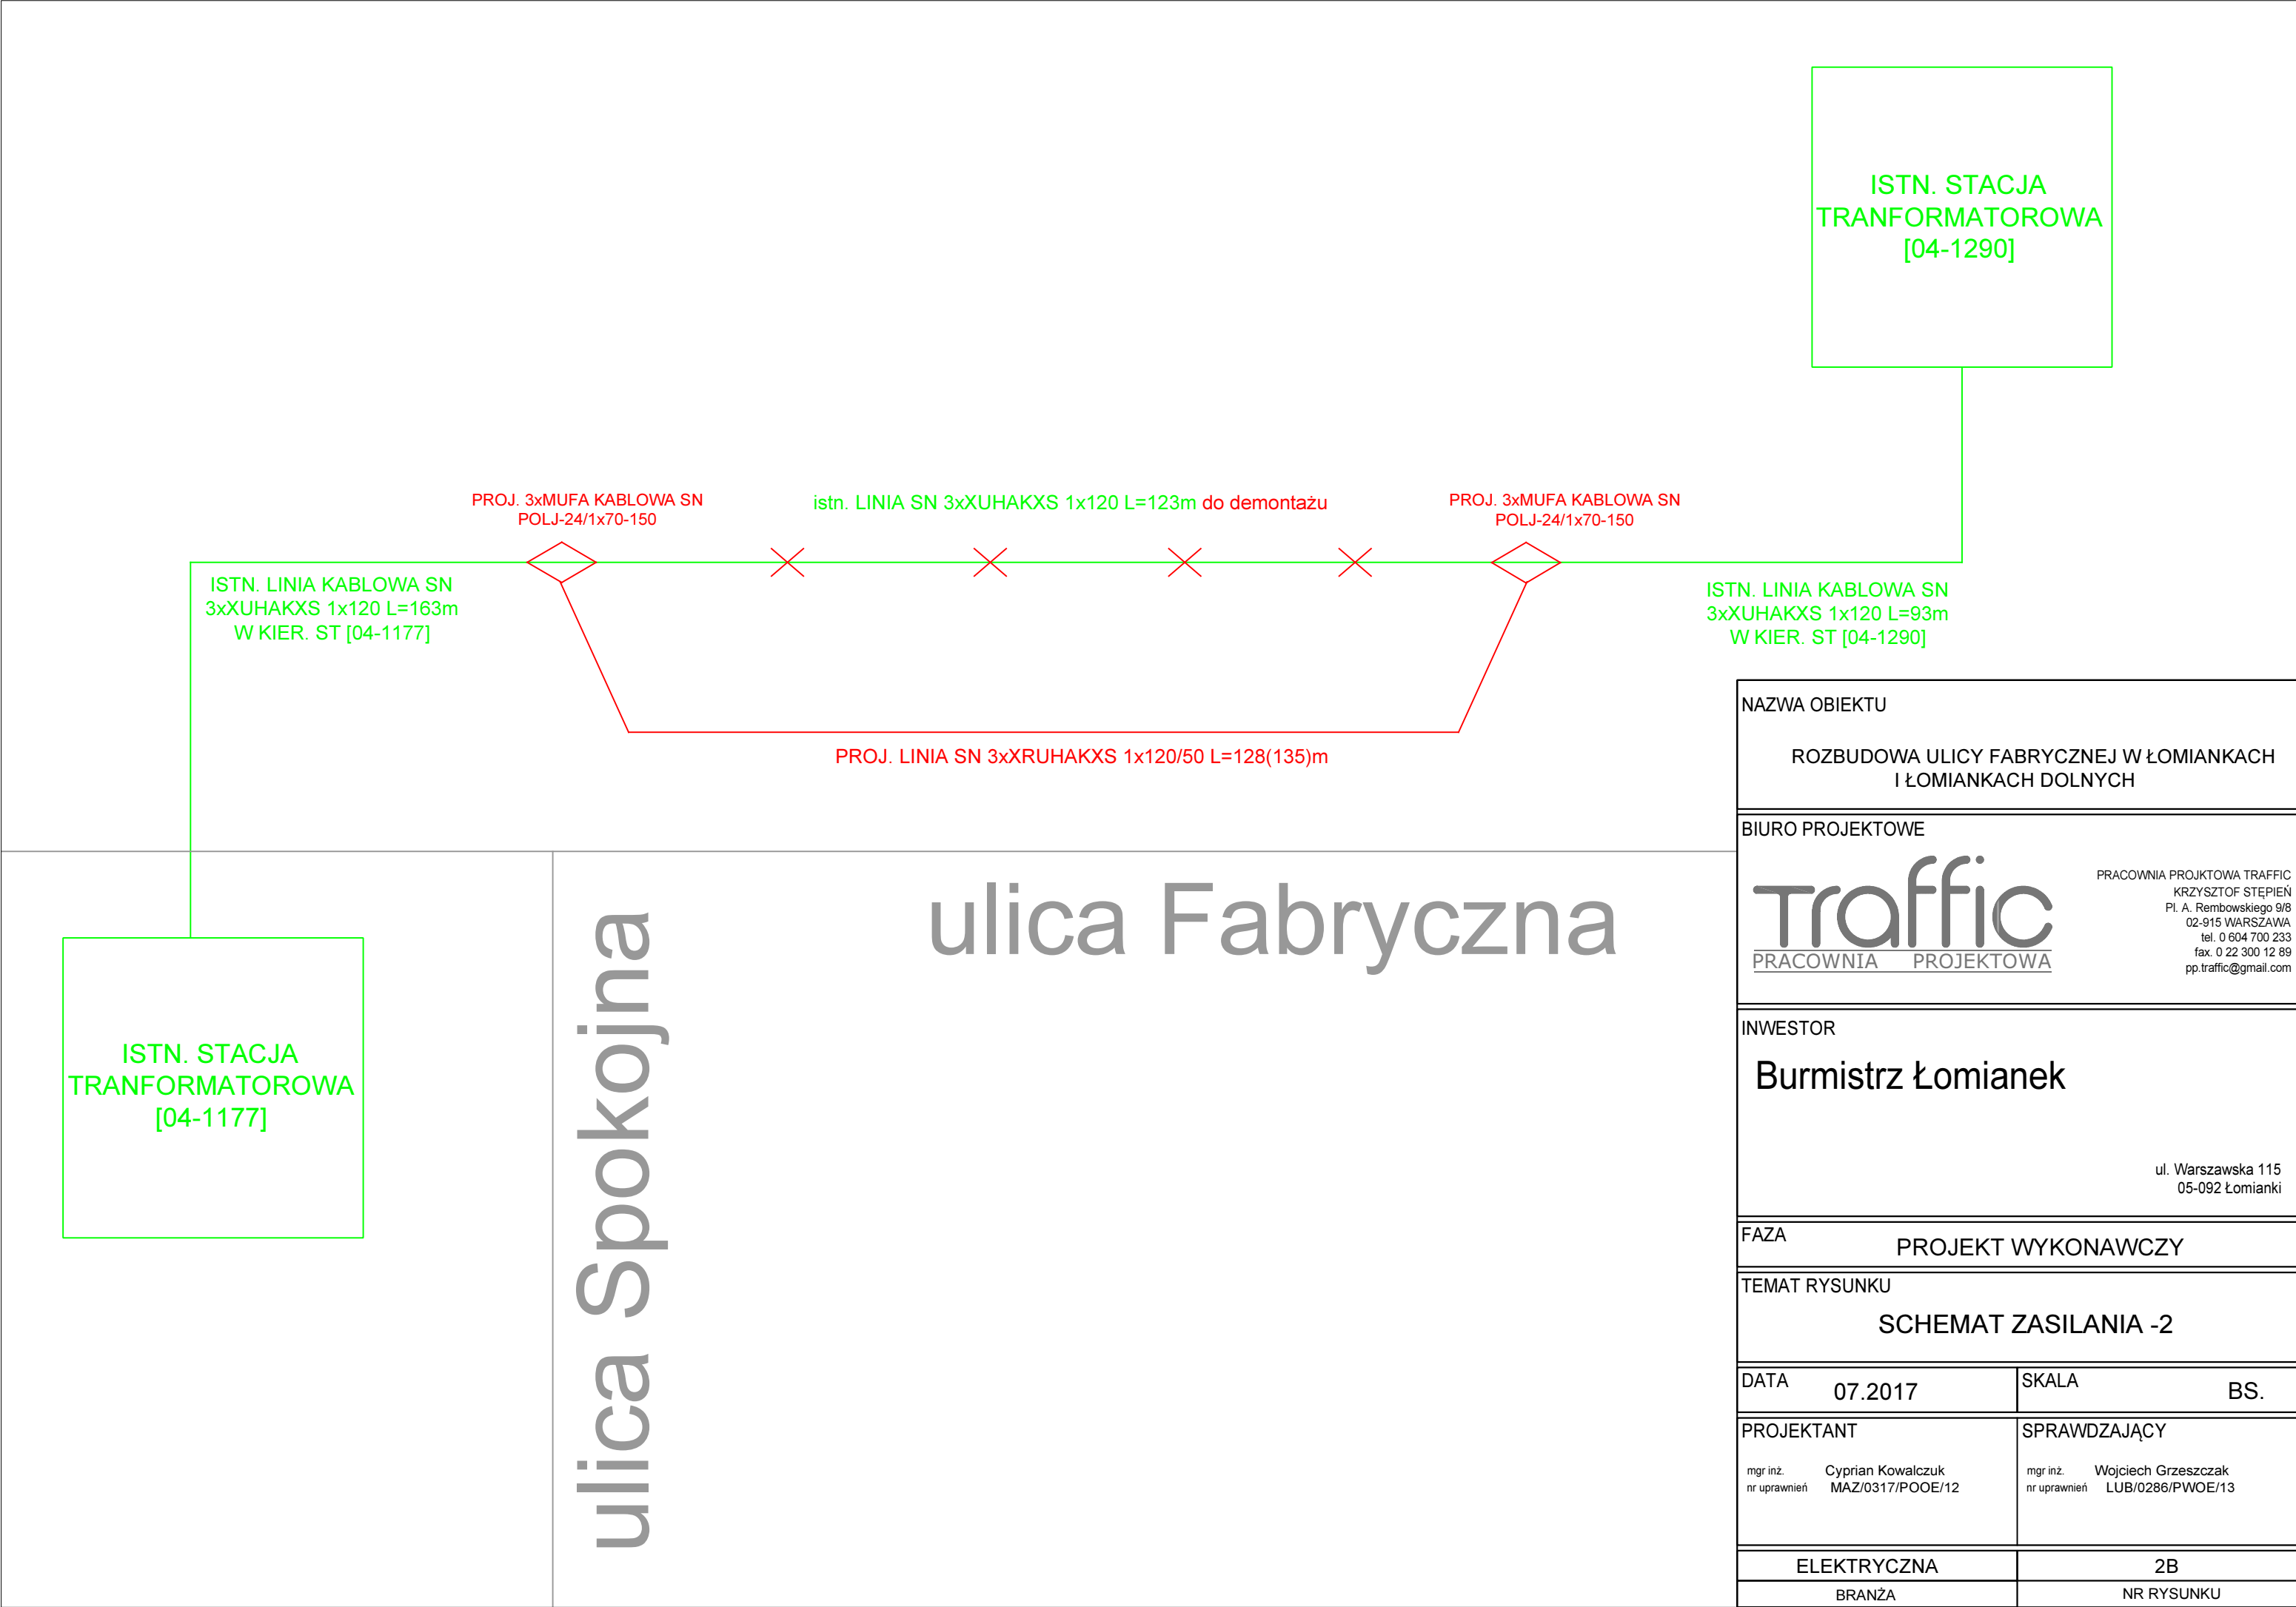 ISTN. STACJA
TRANFORMATOROWA
[04-1290]
PROJ. 3xMUFA KABLOWA SN
POLJ-24/1x70-150
istn. LINIA SN 3xXUHAKXS 1x120 L=123m do demontażu
PROJ. 3xMUFA KABLOWA SN
POLJ-24/1x70-150
ISTN. LINIA KABLOWA SN
3xXUHAKXS 1x120 L=163m
W KIER. ST [04-1177]
ISTN. LINIA KABLOWA SN
3xXUHAKXS 1x120 L=93m
W KIER. ST [04-1290]
PROJ. LINIA SN 3xXRUHAKXS 1x120/50 L=128(135)m
ulica Fabryczna
ulica Spokojna
ISTN. STACJA
TRANFORMATOROWA
[04-1177]
NAZWA OBIEKTU
ROZBUDOWA ULICY FABRYCZNEJ W ŁOMIANKACH
I ŁOMIANKACH DOLNYCH
BIURO PROJEKTOWE
Traffic
PRACOWNIA PROJEKTOWA
PRACOWNIA PROJKTOWA TRAFFIC
KRZYSZTOF STĘPIEŃ
Pl. A. Rembowskiego 9/8
02-915 WARSZAWA
tel. 0 604 700 233
fax. 0 22 300 12 89
pp.traffic@gmail.com
INWESTOR
Burmistrz Łomianek
ul. Warszawska 115
05-092 Łomianki
FAZA
PROJEKT WYKONAWCZY
TEMAT RYSUNKU
SCHEMAT ZASILANIA -2
DATA 07.2017
SKALA BS.
PROJEKTANT
mgr inż. Cyprian Kowalczuk
nr uprawnień MAZ/0317/POOE/12
SPRAWDZAJĄCY
mgr inż. Wojciech Grzeszczak
nr uprawnień LUB/0286/PWOE/13
ELEKTRYCZNA
BRANŻA
2B
NR RYSUNKU